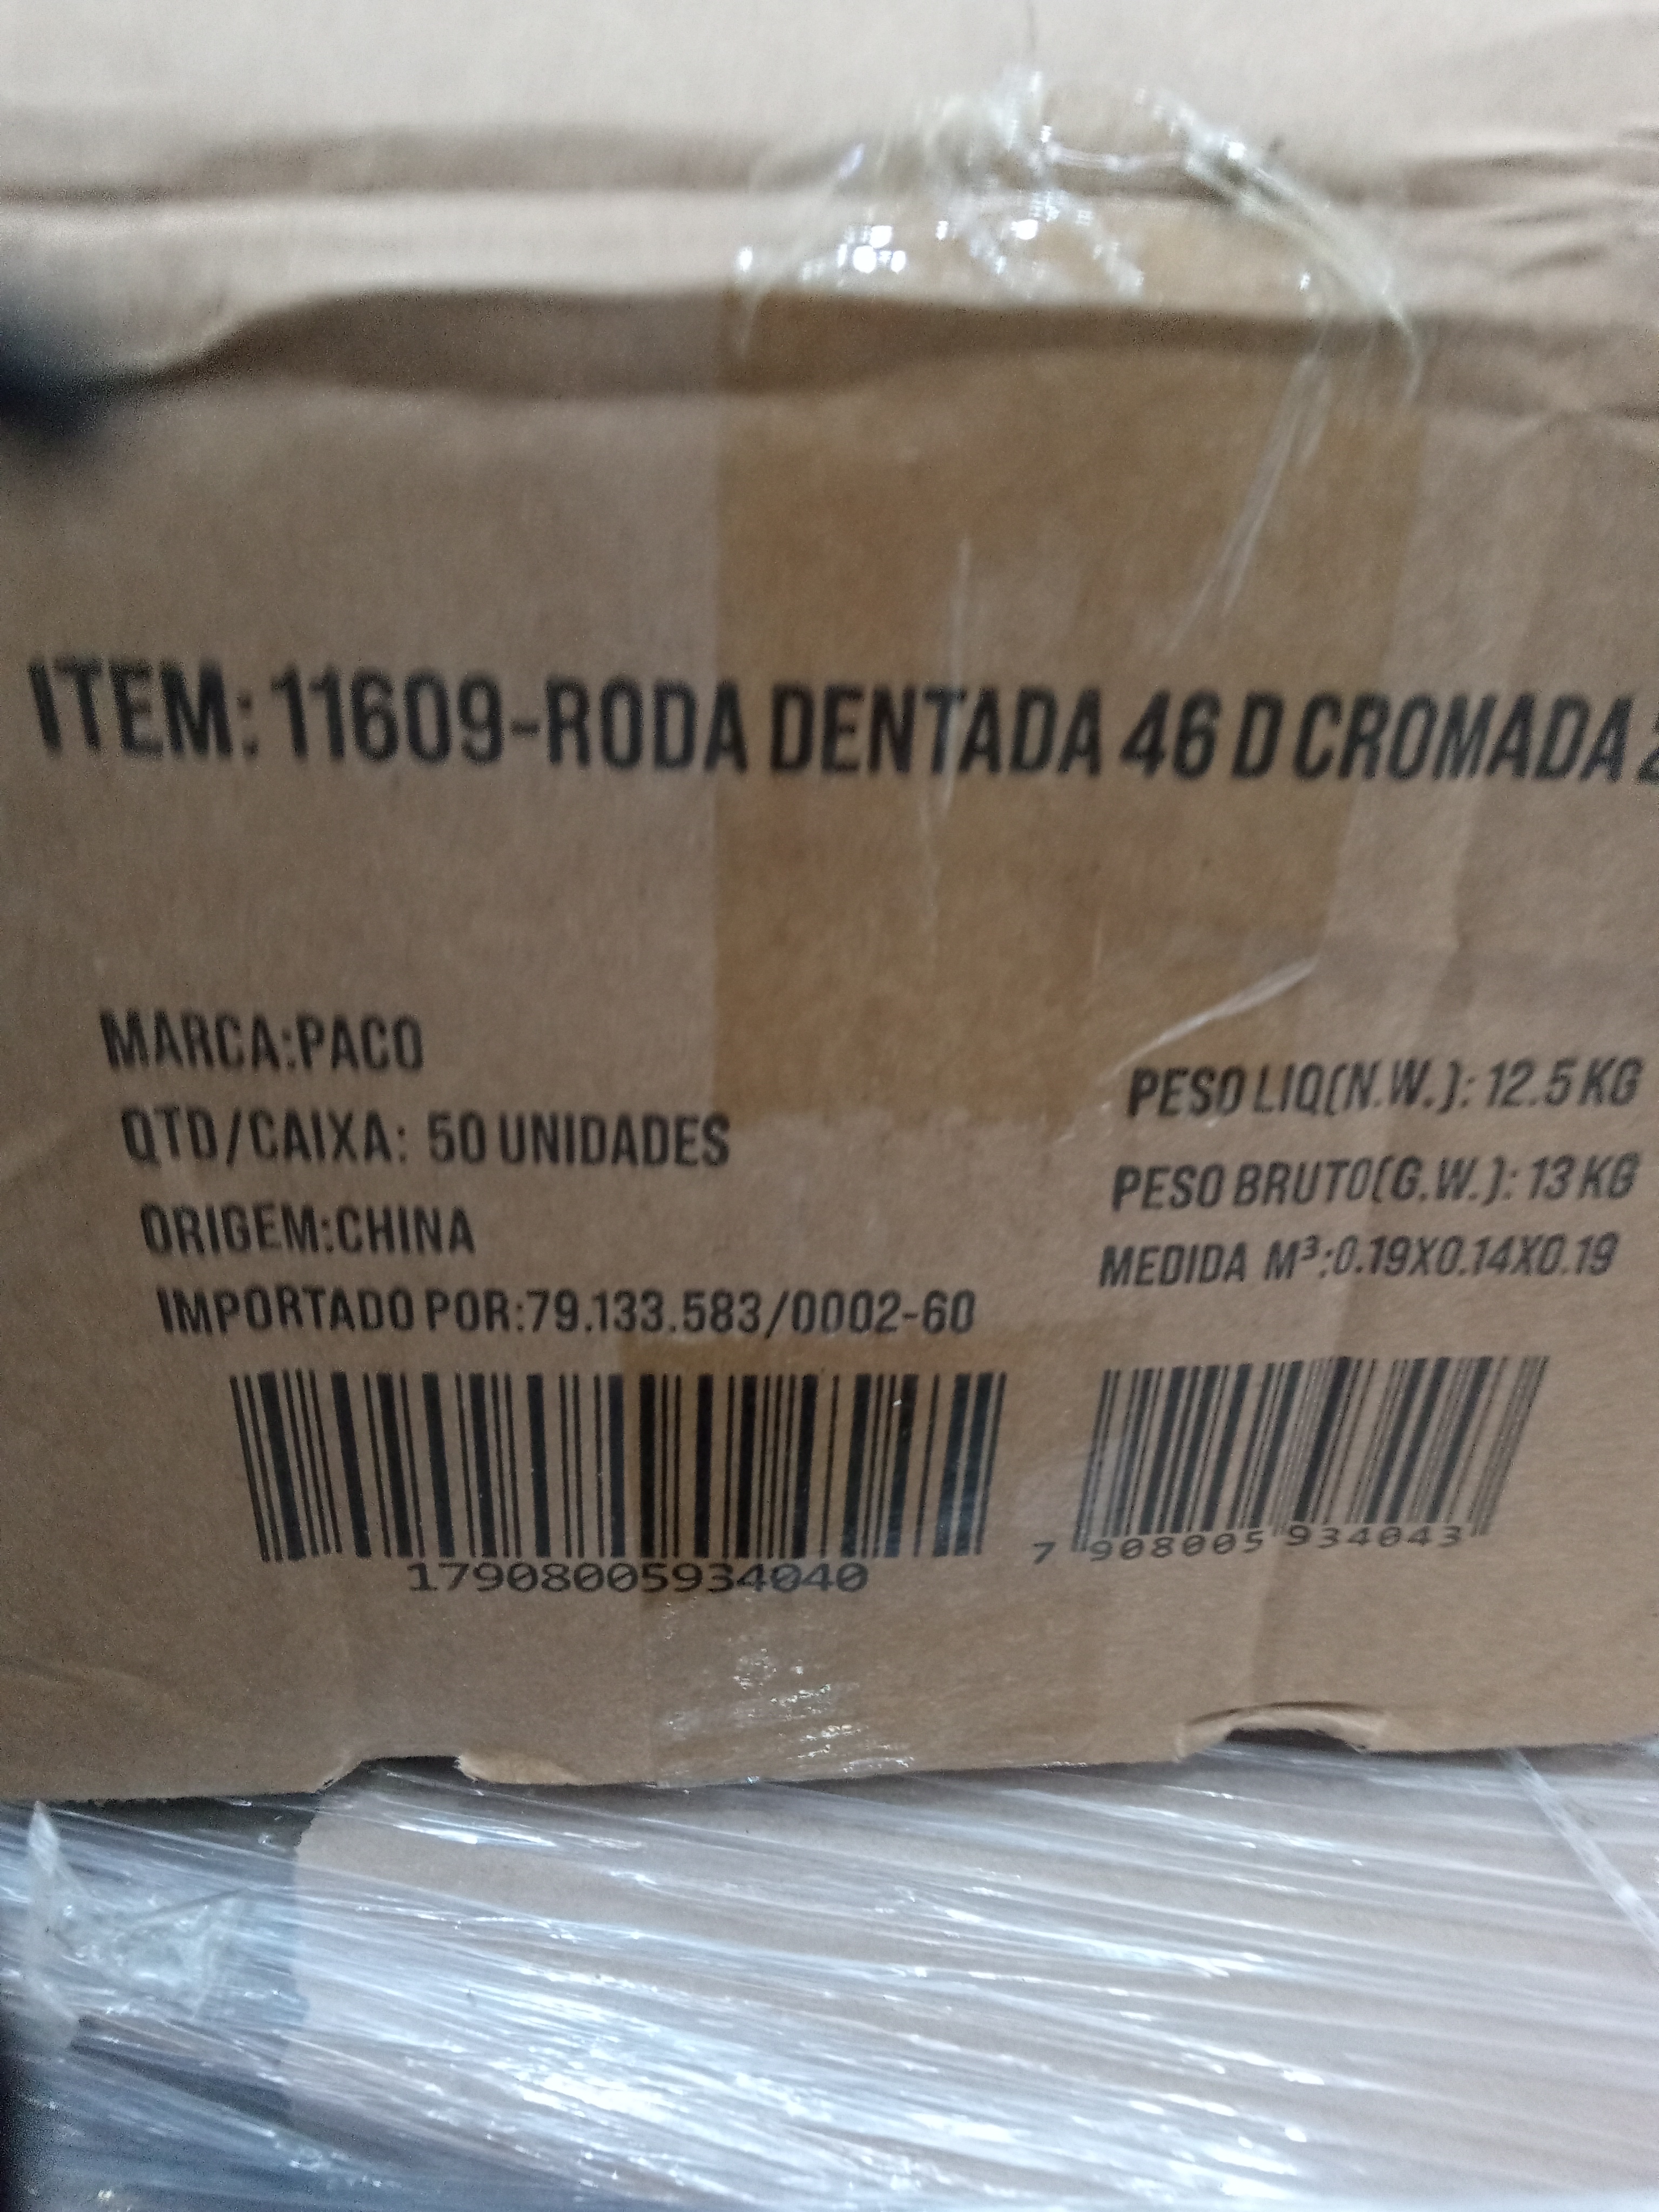 ITEM: 11609-RODA DENTADA 46 D CROMADA
MARCA:PACO
QTD/CAIXA: 50 UNIDADES
ORIGEM:CHINA
IMPORTADO POR:79.133.583/0002-60
PESO LIQ(N.W.): 12.5 KG
PESO BRUTO(G.W.): 13 KG
MEDIDA M³:0.19X0.14X0.19
17908005934040
7 908005 934043